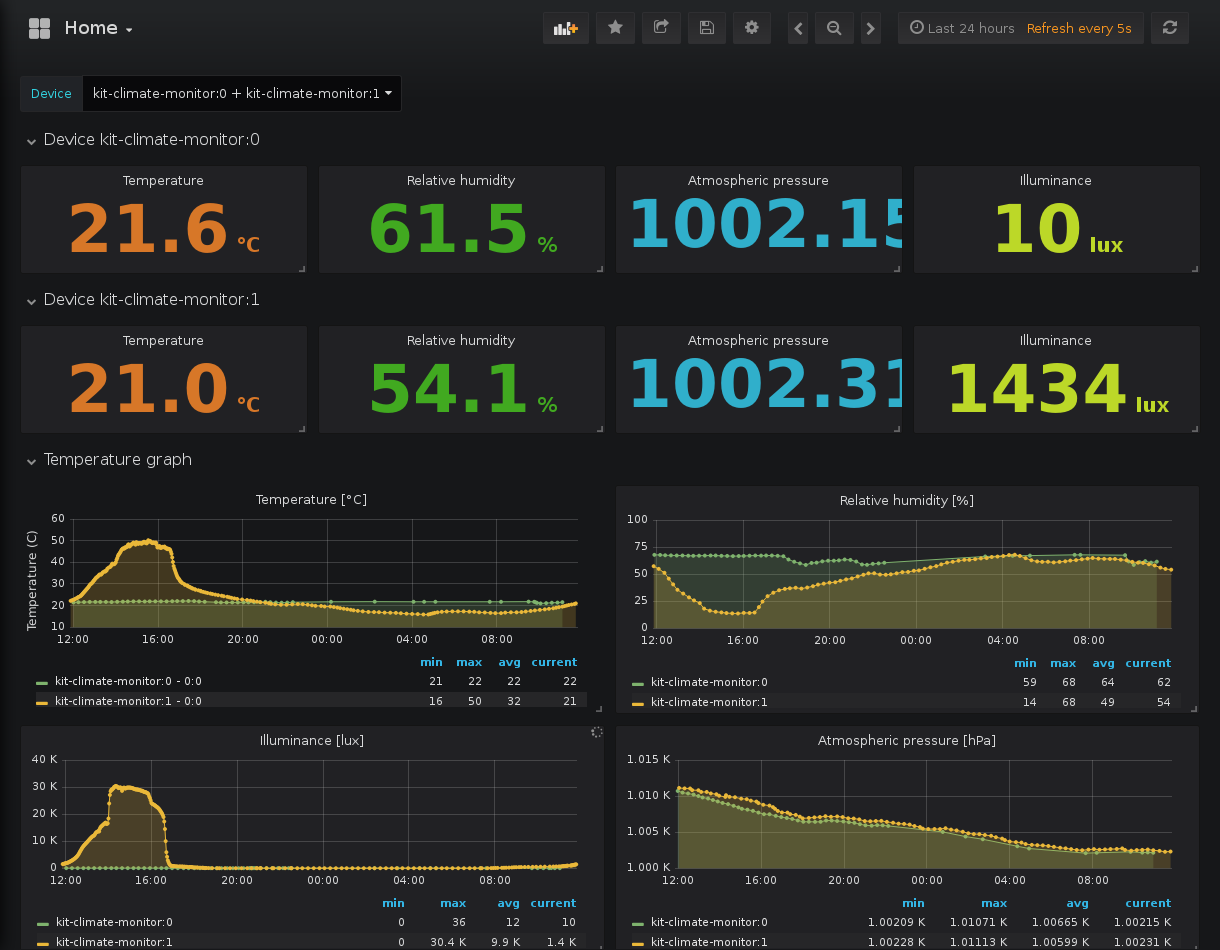 Home
Last 24 hours Refresh every 5s
Device kit-climate-monitor:0 + kit-climate-monitor:1
Device kit-climate-monitor:0
Temperature Relative humidity Atmospheric pressure Illuminance
21.6 °C 61.5 % 1002.15 10 lux
Device kit-climate-monitor:1
Temperature Relative humidity Atmospheric pressure Illuminance
21.0 °C 54.1 % 1002.31 1434 lux
Temperature graph
Temperature [°C]
Temperature (C)
60
50
40
30
20
10
12:00 16:00 20:00 00:00 04:00 08:00
min max avg current
kit-climate-monitor:0 - 0:0 21 22 22 22
kit-climate-monitor:1 - 0:0 16 50 32 21
Relative humidity [%]
100
75
50
25
0
12:00 16:00 20:00 00:00 04:00 08:00
min max avg current
kit-climate-monitor:0 59 68 64 62
kit-climate-monitor:1 14 68 49 54
Illuminance [lux]
40 K
30 K
20 K
10 K
0
12:00 16:00 20:00 00:00 04:00 08:00
min max avg current
kit-climate-monitor:0 0 36 12 10
kit-climate-monitor:1 0 30.4 K 9.9 K 1.4 K
Atmospheric pressure [hPa]
1.015 K
1.010 K
1.005 K
1.000 K
12:00 16:00 20:00 00:00 04:00 08:00
min max avg current
kit-climate-monitor:0 1.00209 K 1.01071 K 1.00665 K 1.00215 K
kit-climate-monitor:1 1.00228 K 1.01113 K 1.00599 K 1.00231 K